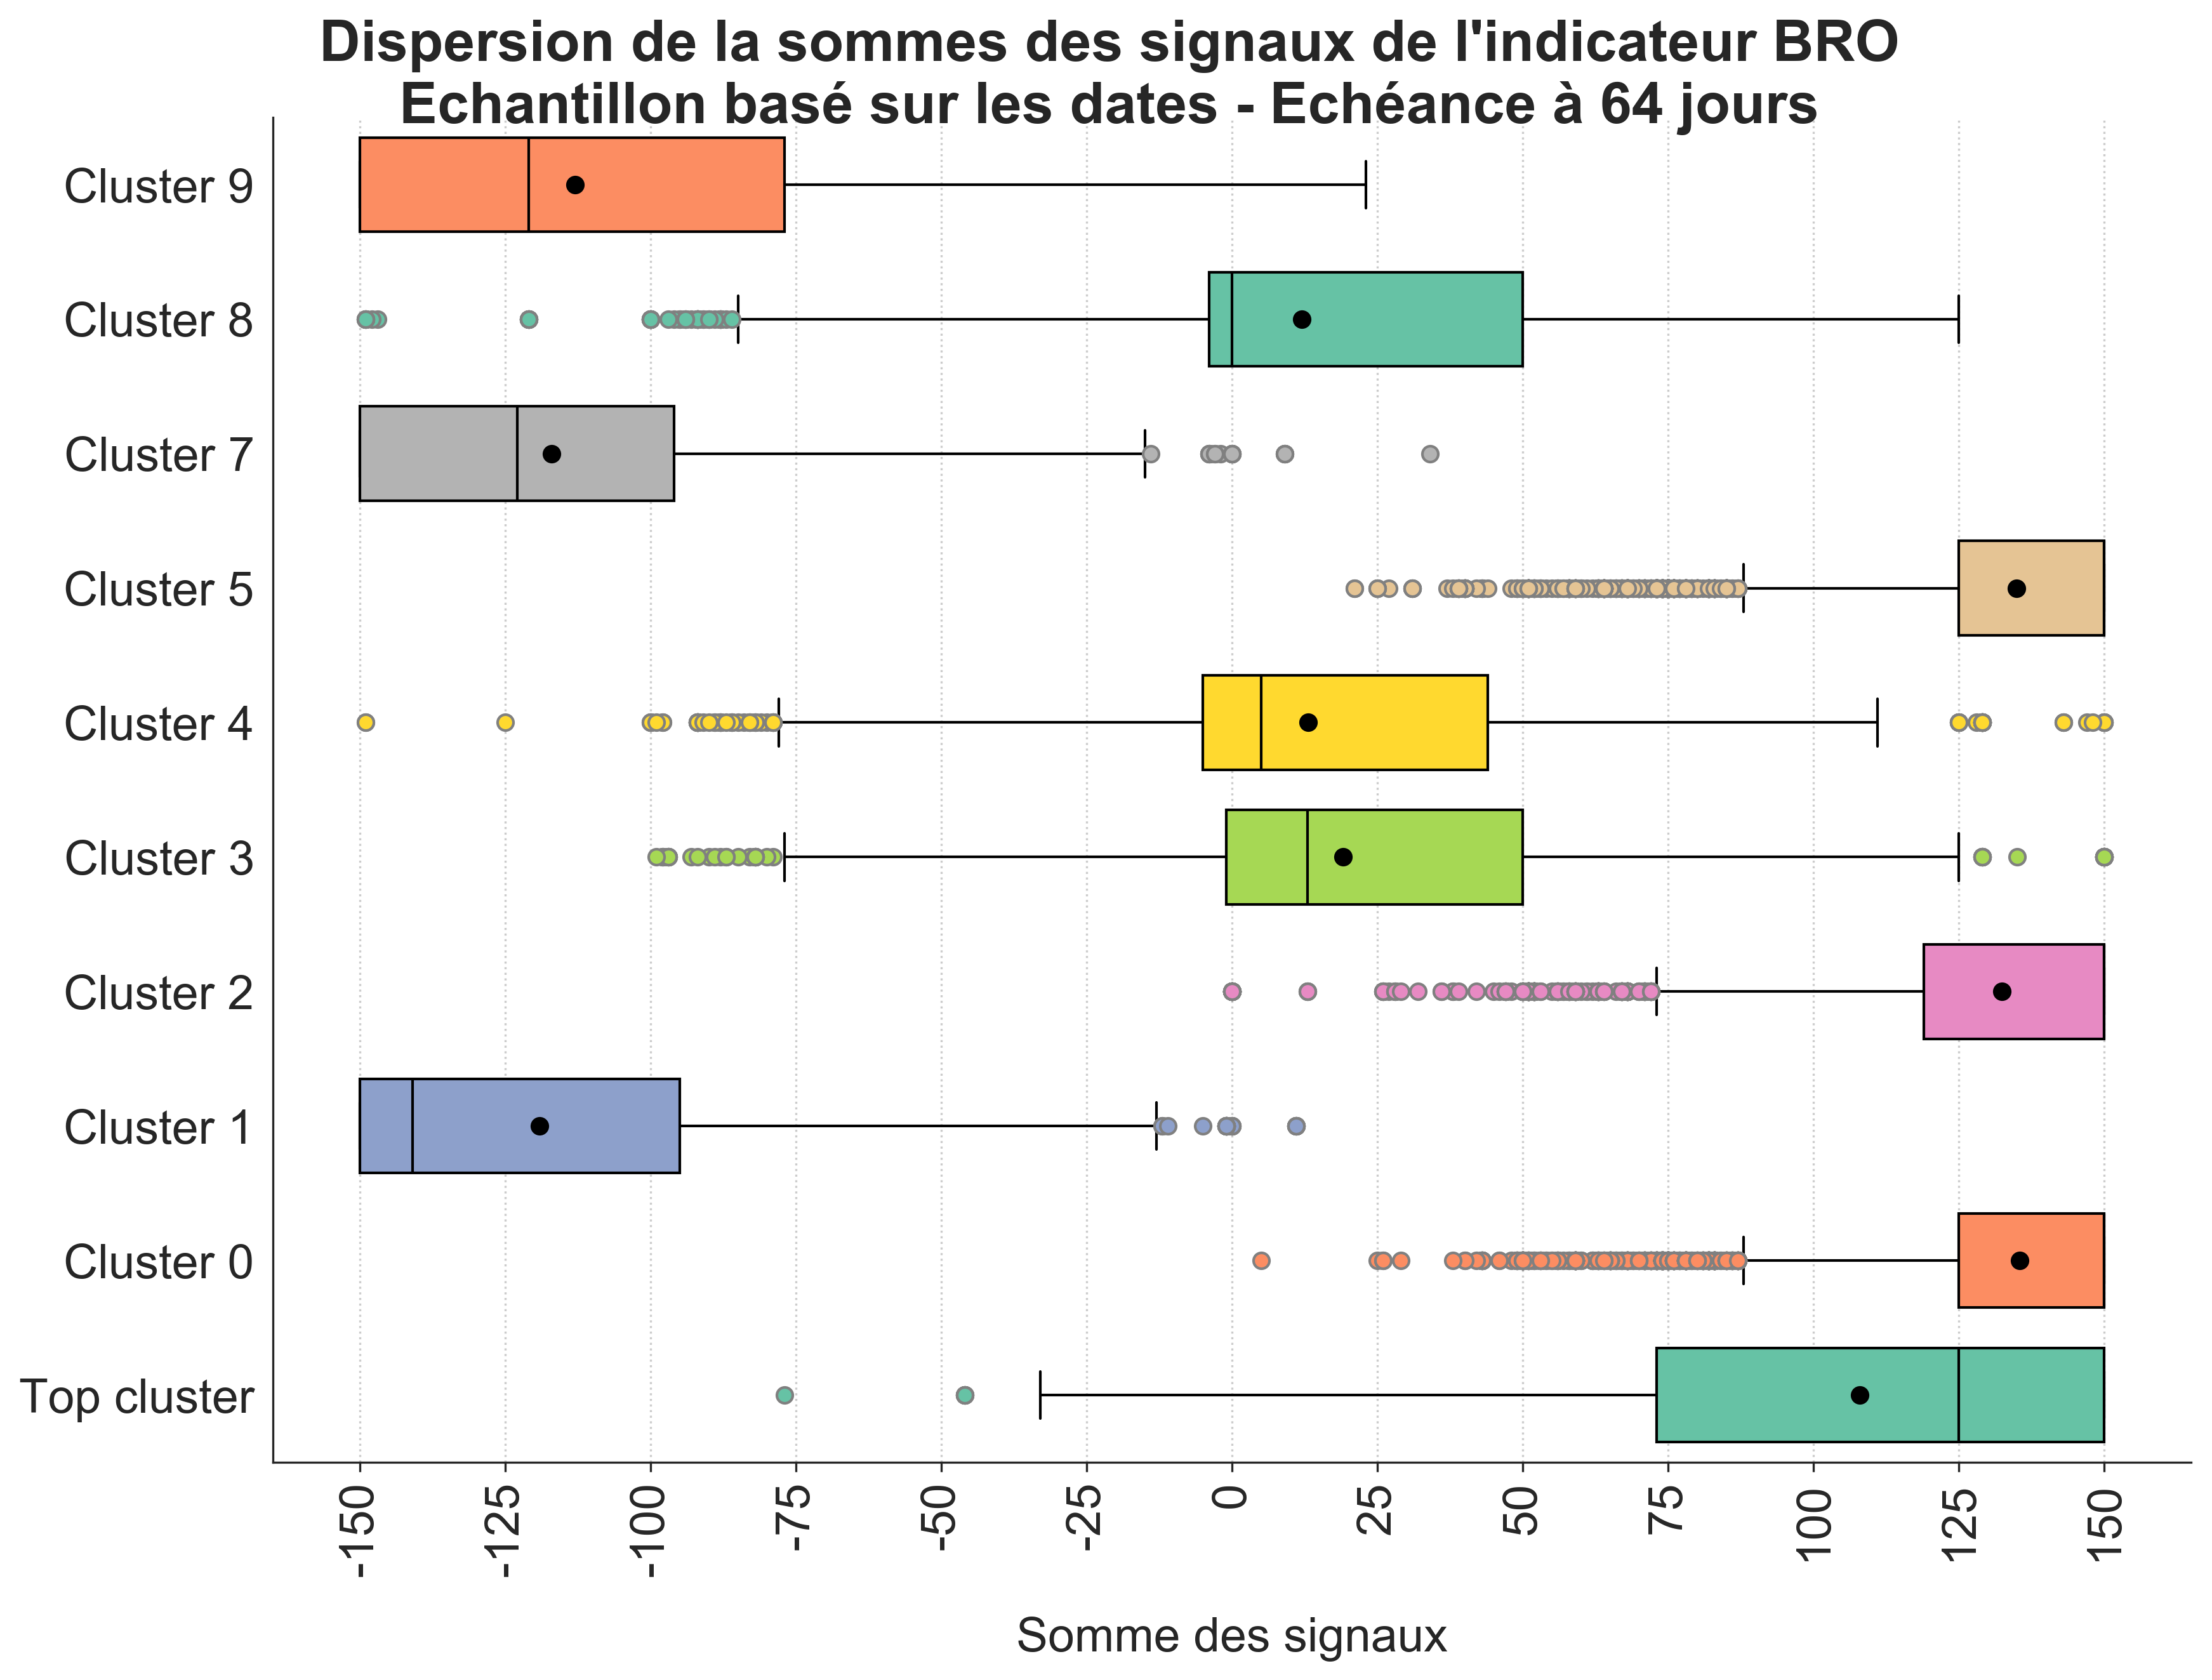 Dispersion de la sommes des signaux de l'indicateur BRO
Echantillon basé sur les dates - Echéance à 64 jours
Cluster 9
Cluster 8
Cluster 7
Cluster 5
Cluster 4
Cluster 3
Cluster 2
Cluster 1
Cluster 0
Top cluster
-150
-125
-100
-75
-50
-25
0
25
50
75
100
125
150
Somme des signaux